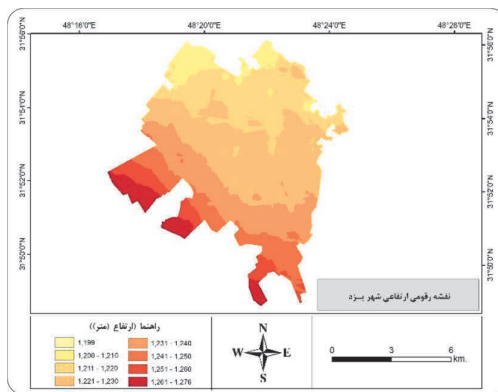 48°16'0"E 48°20'0"E 48°24'0"E 48°28'0"E
31°56'0"N 31°56'0"N
31°54'0"N 31°54'0"N
31°52'0"N 31°52'0"N
31°50'0"N 31°50'0"N
نقشه رقومی ارتفاعی شهر یزد
راهنما (ارتفاع (متر))
1,199 1,231 - 1,240
1,200 - 1,210 1,241 - 1,250
1,211 - 1,220 1,251 - 1,260
1,221 - 1,230 1,261 - 1,276
N
W E
S
0 3 6
km.